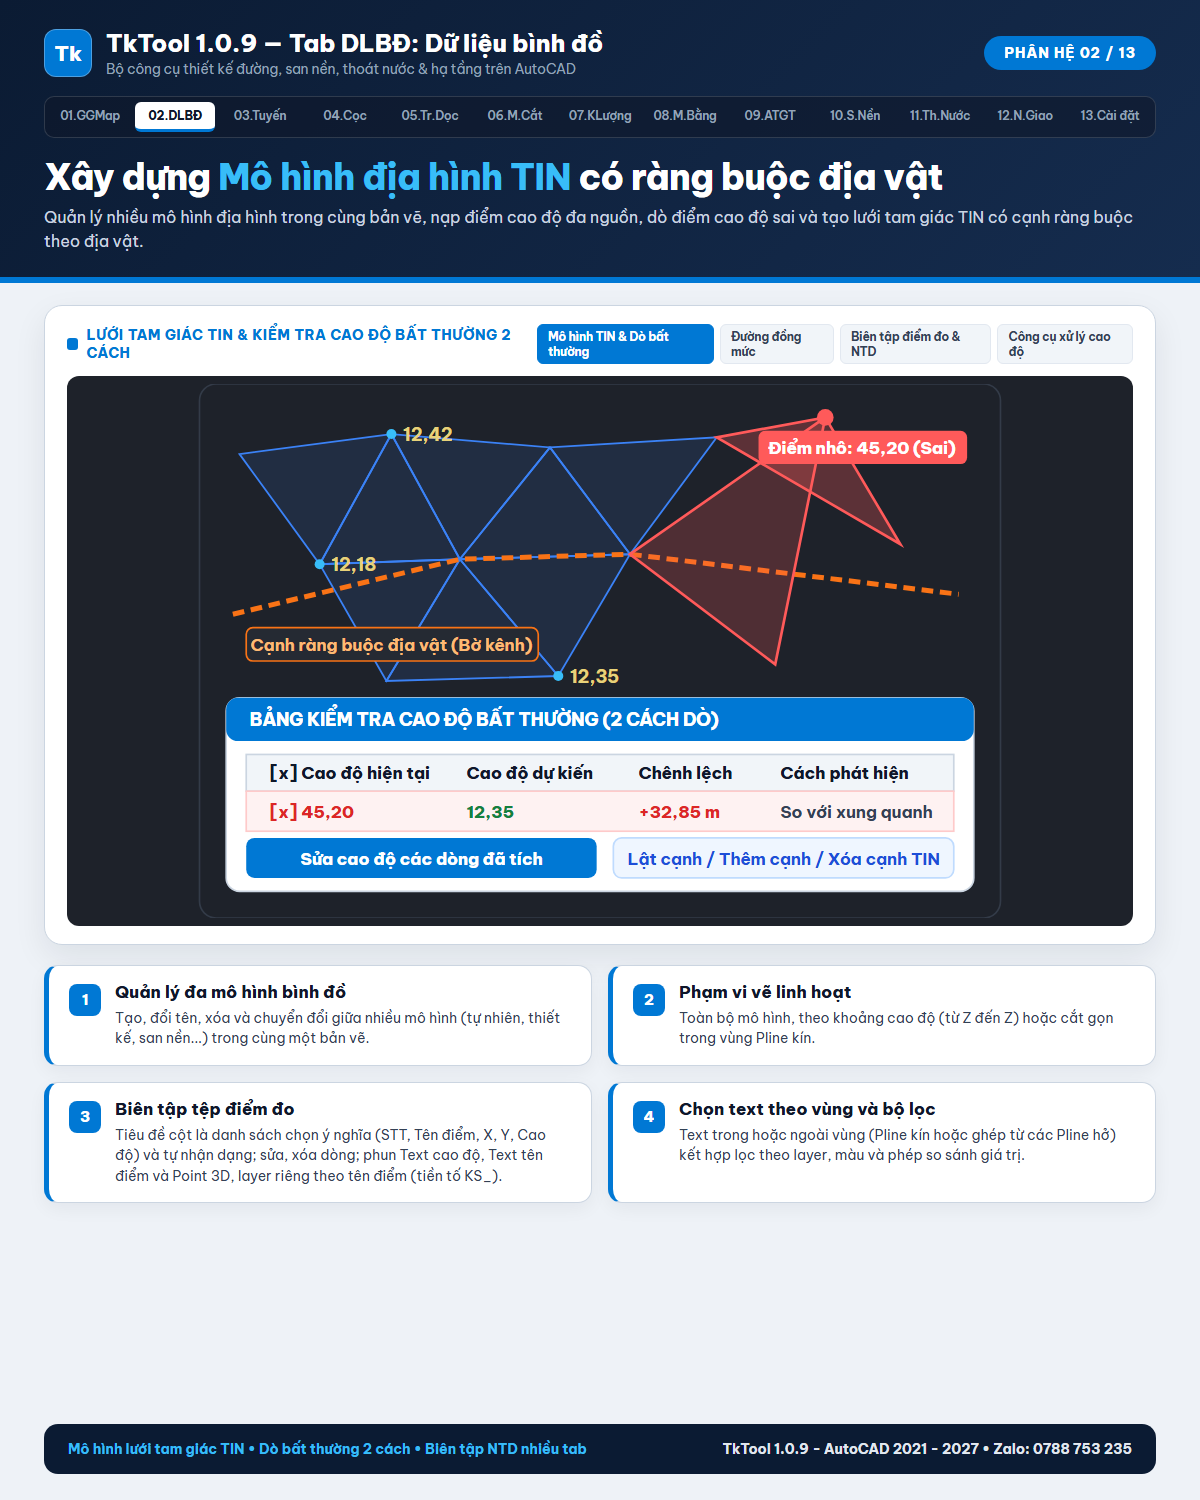 Tk
TkTool 1.0.9 — Tab DLBĐ: Dữ liệu bình đồ
Bộ công cụ thiết kế đường, san nền, thoát nước & hạ tầng trên AutoCAD
PHÂN HỆ 02 / 13
01.GGMap 02.DLBĐ 03.Tuyến 04.Cọc 05.Tr.Dọc 06.M.Cắt 07.KLượng 08.M.Bằng 09.ATGT 10.S.Nền 11.Th.Nước 12.N.Giao 13.Cài đặt
Xây dựng Mô hình địa hình TIN có ràng buộc địa vật
Quản lý nhiều mô hình địa hình trong cùng bản vẽ, nạp điểm cao độ đa nguồn, dò điểm cao độ sai và tạo lưới tam giác TIN có cạnh ràng buộc
theo địa vật.
LƯỚI TAM GIÁC TIN & KIỂM TRA CAO ĐỘ BẤT THƯỜNG 2
CÁCH
Mô hình TIN & Dò bất
thường
Đường đồng
mức
Biên tập điểm đo &
NTD
Công cụ xử lý cao
độ
12,42
Điểm nhô: 45,20 (Sai)
12,18
Cạnh ràng buộc địa vật (Bờ kênh)
12,35
BẢNG KIỂM TRA CAO ĐỘ BẤT THƯỜNG (2 CÁCH DÒ)
[x] Cao độ hiện tại Cao độ dự kiến Chênh lệch Cách phát hiện
[x] 45,20 12,35 +32,85 m So với xung quanh
Sửa cao độ các dòng đã tích
Lật cạnh / Thêm cạnh / Xóa cạnh TIN
1
Quản lý đa mô hình bình đồ
Tạo, đổi tên, xóa và chuyển đổi giữa nhiều mô hình (tự nhiên, thiết
kế, san nền...) trong cùng một bản vẽ.
2
Phạm vi vẽ linh hoạt
Toàn bộ mô hình, theo khoảng cao độ (từ Z đến Z) hoặc cắt gọn
trong vùng Pline kín.
3
Biên tập tệp điểm đo
Tiêu đề cột là danh sách chọn ý nghĩa (STT, Tên điểm, X, Y, Cao
độ) và tự nhận dạng; sửa, xóa dòng; phun Text cao độ, Text tên
điểm và Point 3D, layer riêng theo tên điểm (tiền tố KS_).
4
Chọn text theo vùng và bộ lọc
Text trong hoặc ngoài vùng (Pline kín hoặc ghép từ các Pline hở)
kết hợp lọc theo layer, màu và phép so sánh giá trị.
Mô hình lưới tam giác TIN • Dò bất thường 2 cách • Biên tập NTD nhiều tab
TkTool 1.0.9 - AutoCAD 2021 - 2027 • Zalo: 0788 753 235